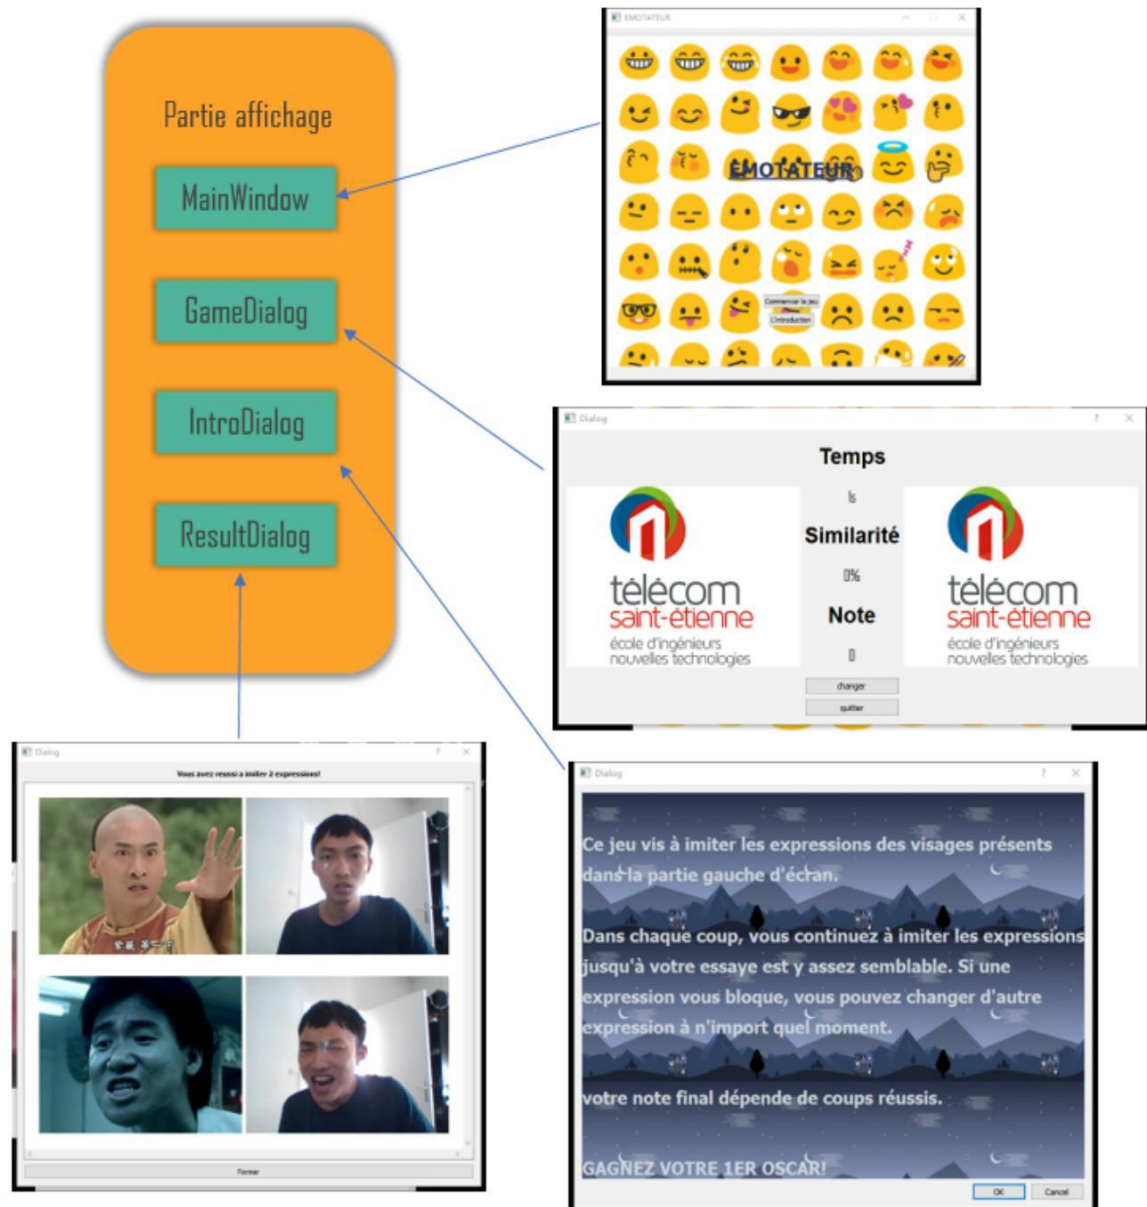 Partie affichage
MainWindow
GameDialog
IntroDialog
ResultDialog
EMOTATEUR
EMOTATEUR
Commencer le jeu
L'introduction
Dialog
Temps
1s
Similarité
0%
Note
0
changer
quitter
télécom
saint-étienne
école d'ingénieurs
nouvelles technologies
télécom
saint-étienne
école d'ingénieurs
nouvelles technologies
Dialog
Vous avez reussi a imiter 2 expressions!
Fermer
Dialog
Ce jeu vis à imiter les expressions des visages présents
dans la partie gauche d'écran.
Dans chaque coup, vous continuez à imiter les expressions
jusqu'à votre essaye est y assez semblable. Si une
expression vous bloque, vous pouvez changer d'autre
expression à n'import quel moment.
votre note final dépende de coups réussis.
GAGNEZ VOTRE 1ER OSCAR!
OK
Cancel